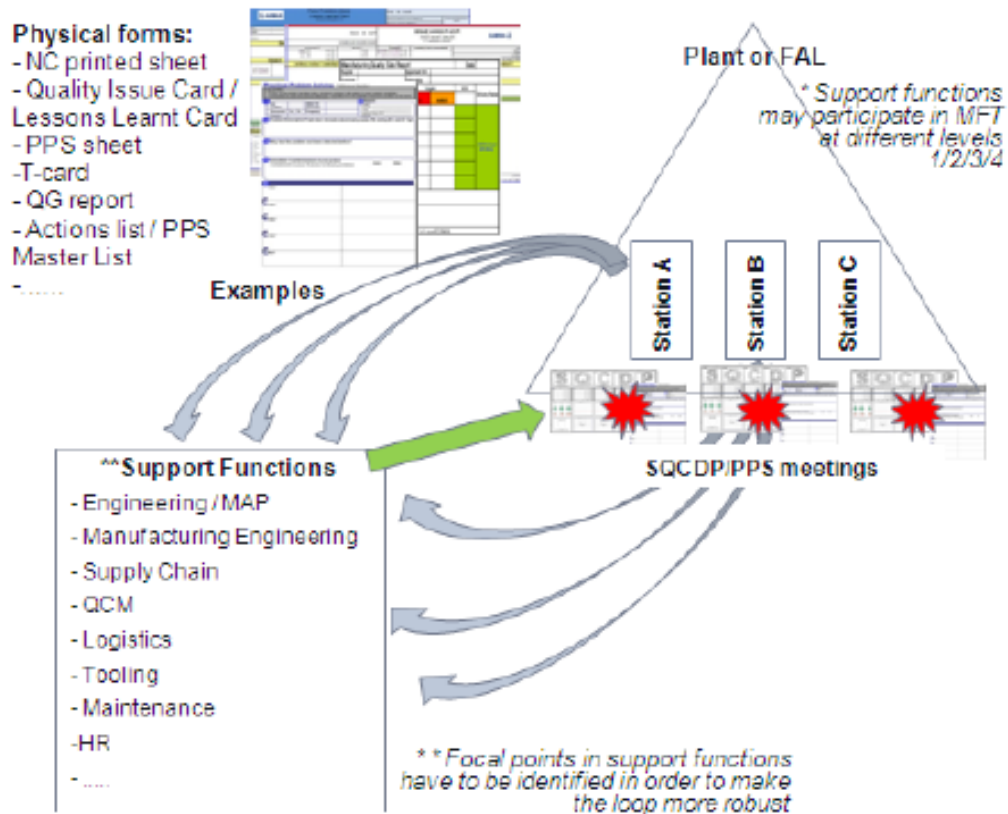 Physical forms:
- NC printed sheet
- Quality Issue Card /
Lessons Learnt Card
- PPS sheet
-T-card
- QG report
- Actions list / PPS
Master List
-......
Examples
Plant or FAL
* Support functions
may participate in MFT
at different levels
1/2/3/4
Station A
Station B
Station C
S Q C D P
S Q C D P
S Q C D P
SQCDP/PPS meetings
^^Support Functions
- Engineering / MAP
- Manufacturing Engineering
- Supply Chain
- QCM
- Logistics
- Tooling
- Maintenance
-HR
- .....
* * Focal points in support functions
have to be identified in order to make
the loop more robust